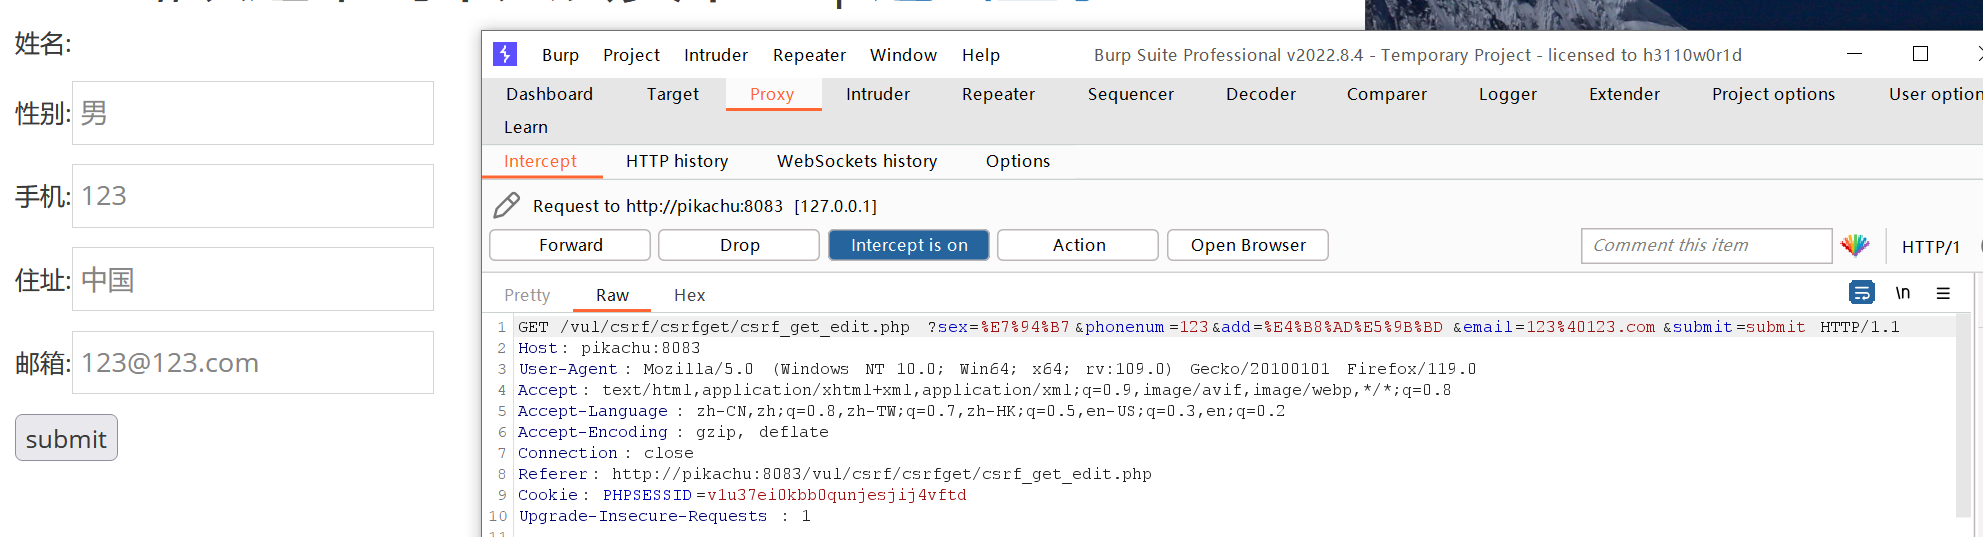 姓名:
性别: 男
手机: 123
住址: 中国
邮箱: 123@123.com
submit
Burp Project Intruder Repeater Window Help Burp Suite Professional v2022.8.4 - Temporary Project - licensed to h3110w0r1d
Dashboard Target Proxy Intruder Repeater Sequencer Decoder Comparer Logger Extender Project options User option
Learn
Intercept HTTP history WebSockets history Options
Request to http://pikachu:8083 [127.0.0.1]
Forward Drop Intercept is on Action Open Browser Comment this item HTTP/1
Pretty Raw Hex \n
1 GET /vul/csrf/csrfget/csrf_get_edit.php ?sex=%E7%94%B7&phonenum=123&add=%E4%B8%AD%E5%9B%BD &email=123%40123.com&submit=submit HTTP/1.1
2 Host: pikachu:8083
3 User-Agent: Mozilla/5.0 (Windows NT 10.0; Win64; x64; rv:109.0) Gecko/20100101 Firefox/119.0
4 Accept: text/html,application/xhtml+xml,application/xml;q=0.9,image/avif,image/webp,*/*;q=0.8
5 Accept-Language: zh-CN,zh;q=0.8,zh-TW;q=0.7,zh-HK;q=0.5,en-US;q=0.3,en;q=0.2
6 Accept-Encoding: gzip, deflate
7 Connection: close
8 Referer: http://pikachu:8083/vul/csrf/csrfget/csrf_get_edit.php
9 Cookie: PHPSESSID=v1u37ei0kbb0qunjesjij4vftd
10 Upgrade-Insecure-Requests: 1
11